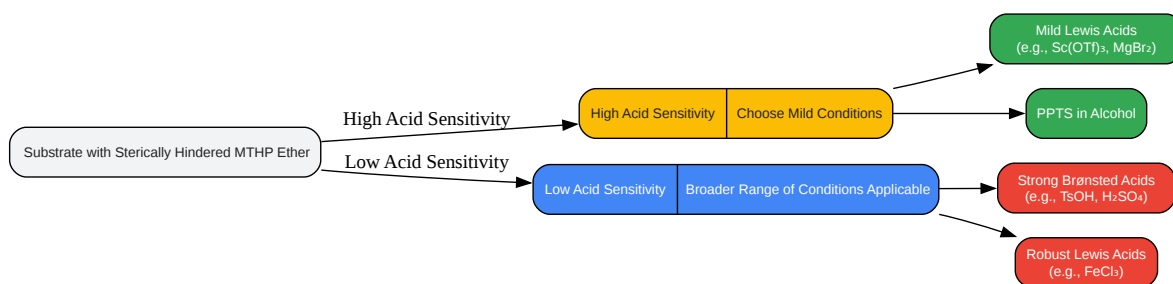 Substrate with Sterically Hindered MTHP Ether
High Acid Sensitivity
Low Acid Sensitivity
High Acid Sensitivity
Choose Mild Conditions
Low Acid Sensitivity
Broader Range of Conditions Applicable
Mild Lewis Acids
(e.g., Sc(OTf)₃, MgBr₂)
PPTS in Alcohol
Strong Brønsted Acids
(e.g., TsOH, H₂SO₄)
Robust Lewis Acids
(e.g., FeCl₃)